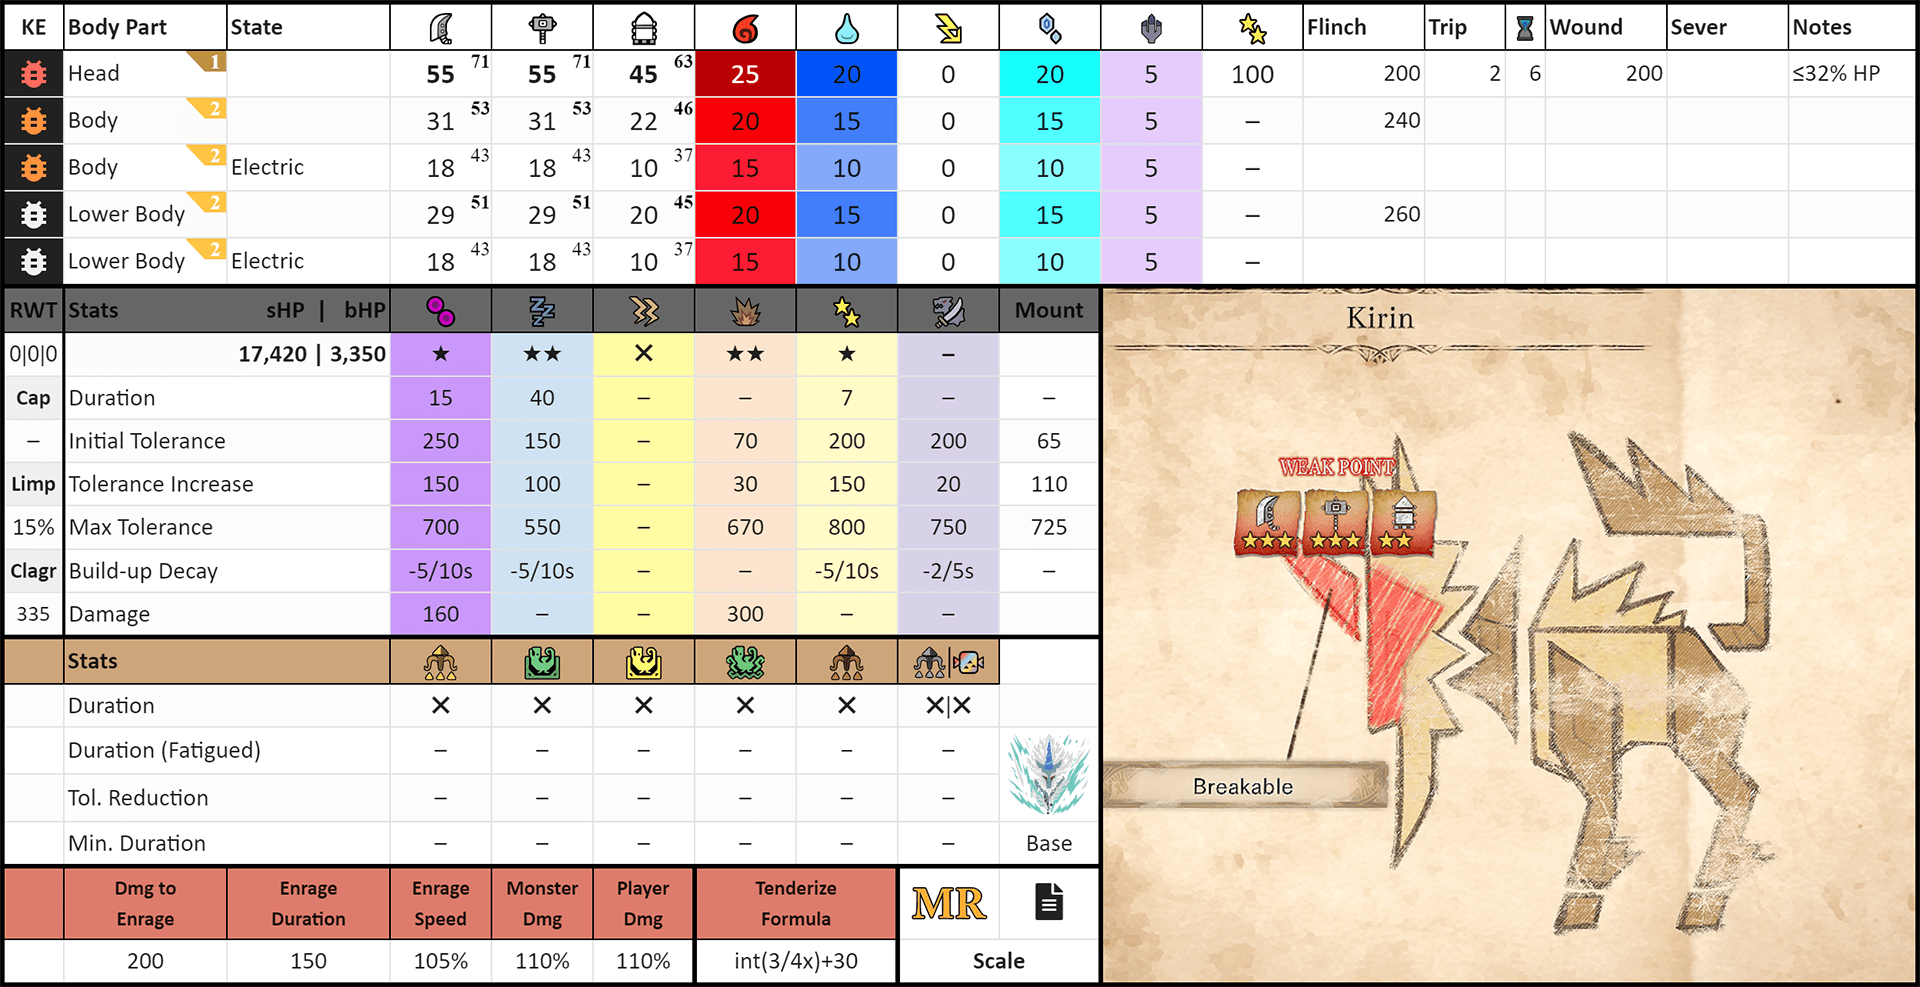 KE Body Part State Flinch Trip Wound Sever Notes
Head 1 55 71 55 71 45 63 25 20 0 20 5 100 200 2 6 200 ≤32% HP
Body 2 31 53 31 53 22 46 20 15 0 15 5 – 240
Body 2 Electric 18 43 18 43 10 37 15 10 0 10 5 –
Lower Body 2 29 51 29 51 20 45 20 15 0 15 5 – 260
Lower Body 2 Electric 18 43 18 43 10 37 15 10 0 10 5 –
RWT Stats sHP | bHP Mount
0|0|0 17,420 | 3,350 ★ ★★ ✕ ★★ ★ –
Cap Duration 15 40 – – 7 – –
– Initial Tolerance 250 150 – 70 200 200 65
Limp Tolerance Increase 150 100 – 30 150 20 110
15% Max Tolerance 700 550 – 670 800 750 725
Clagr Build-up Decay -5/10s -5/10s – – -5/10s -2/5s –
335 Damage 160 – – 300 – –
Stats
Duration ✕ ✕ ✕ ✕ ✕ ✕|✕
Duration (Fatigued) – – – – – –
Tol. Reduction – – – – – –
Min. Duration – – – – – – Base
Dmg to Enrage Enrage Monster Player Tenderize
Enrage Duration Speed Dmg Dmg Formula
MR
200 150 105% 110% 110% int(3/4x)+30 Scale
Kirin
WEAK POINT
Breakable